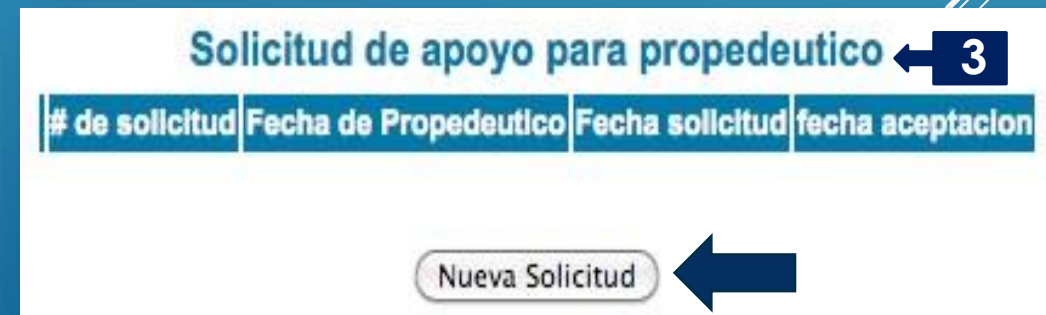 Solicitud de apoyo para propedeutico 3
# de solicitud Fecha de Propedeutico Fecha solicitud fecha aceptacion
Nueva Solicitud